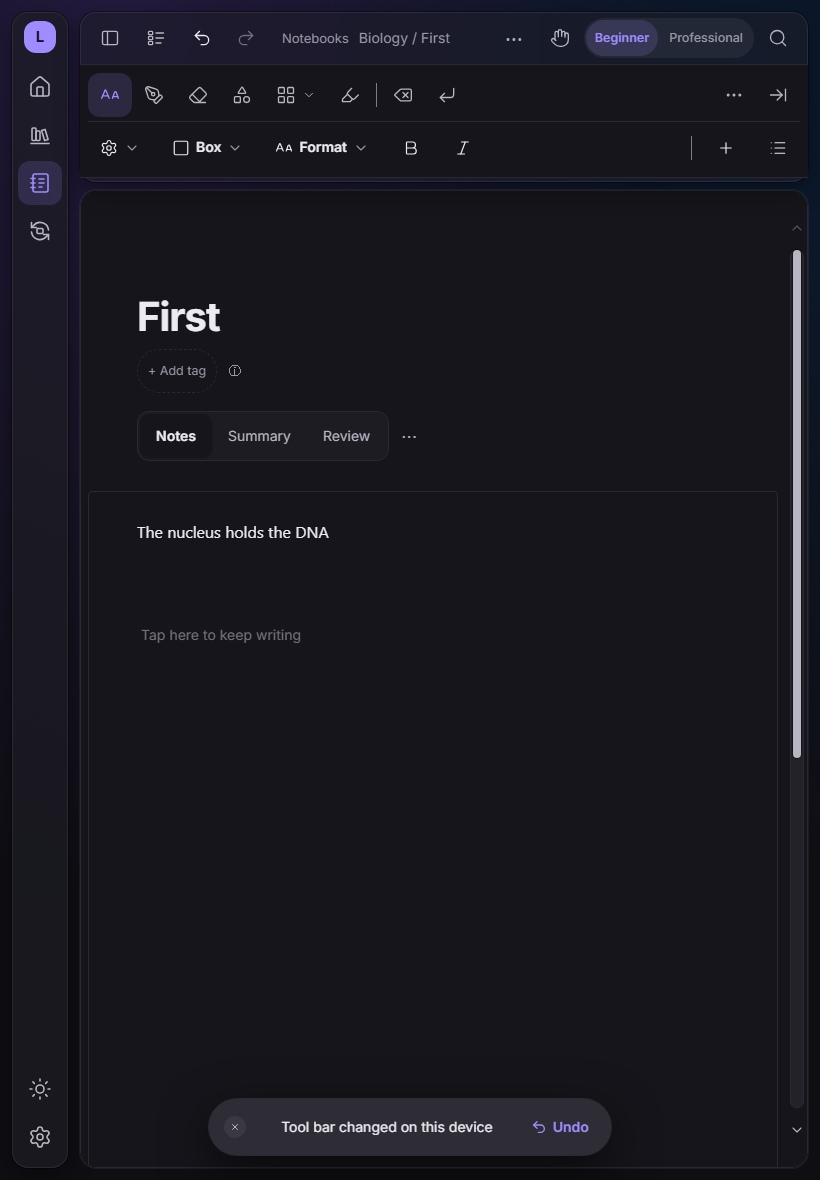 L
Notebooks Biology / First
Beginner Professional
Box
Format
B I
First
+ Add tag
Notes Summary Review
The nucleus holds the DNA
Tap here to keep writing
Tool bar changed on this device Undo